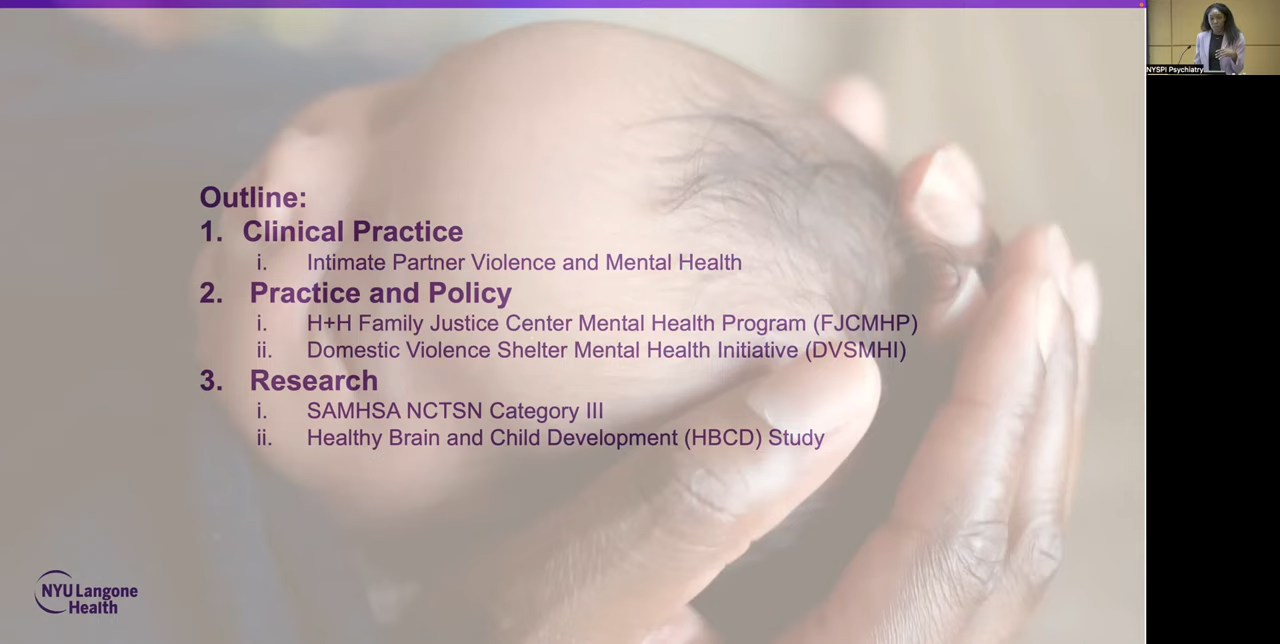 NYSPI Psychiatry
Outline:
1. Clinical Practice
i. Intimate Partner Violence and Mental Health
2. Practice and Policy
i. H+H Family Justice Center Mental Health Program (FJCMHP)
ii. Domestic Violence Shelter Mental Health Initiative (DVSMHI)
3. Research
i. SAMHSA NCTSN Category III
ii. Healthy Brain and Child Development (HBCD) Study
NYU Langone
Health